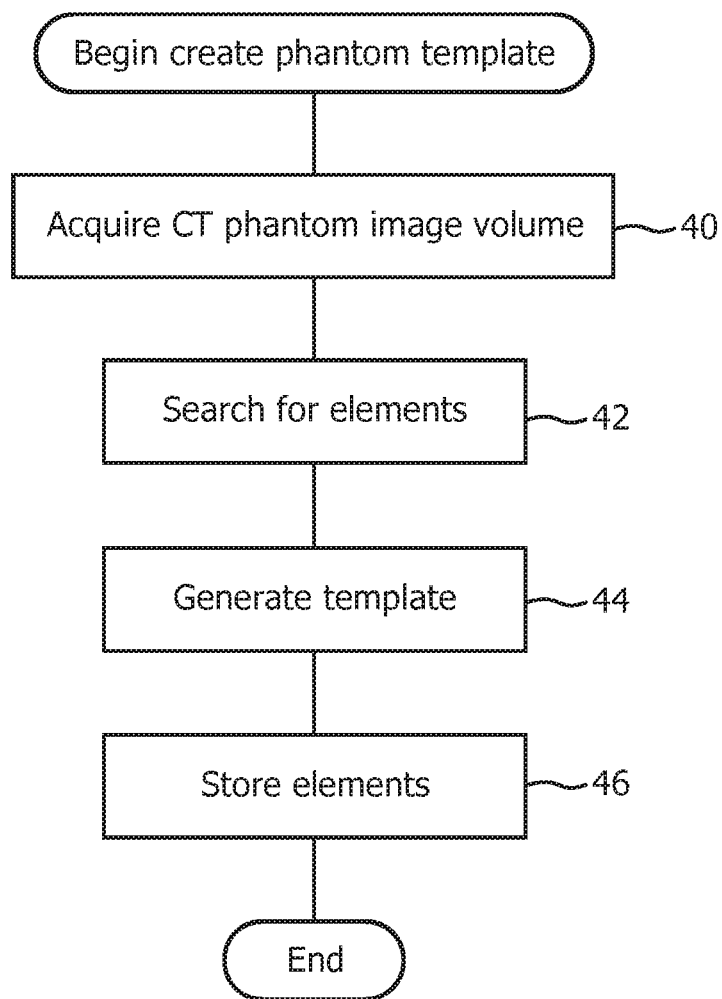 Begin create phantom template
Acquire CT phantom image volume
40
Search for elements
42
Generate template
44
Store elements
46
End